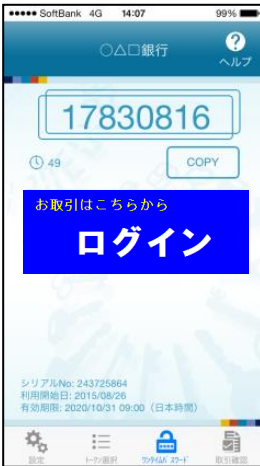 SoftBank 4G 14:07 99%
○△□銀行
?
ヘルプ
17830816
49
COPY
お取引はこちらから
ログイン
シリアルNo: 243725864
利用開始日: 2015/08/26
有効期限: 2020/10/31 09:00（日本時間）
設定 トークン選択 ワンタイムパスワード 取引確認